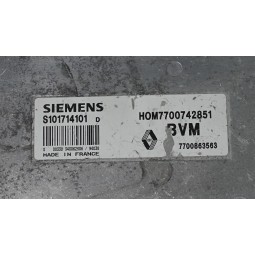 SIEMENS
S101714101 D
HOM7700742851
BVM
7700863563
MADE IN FRANCE